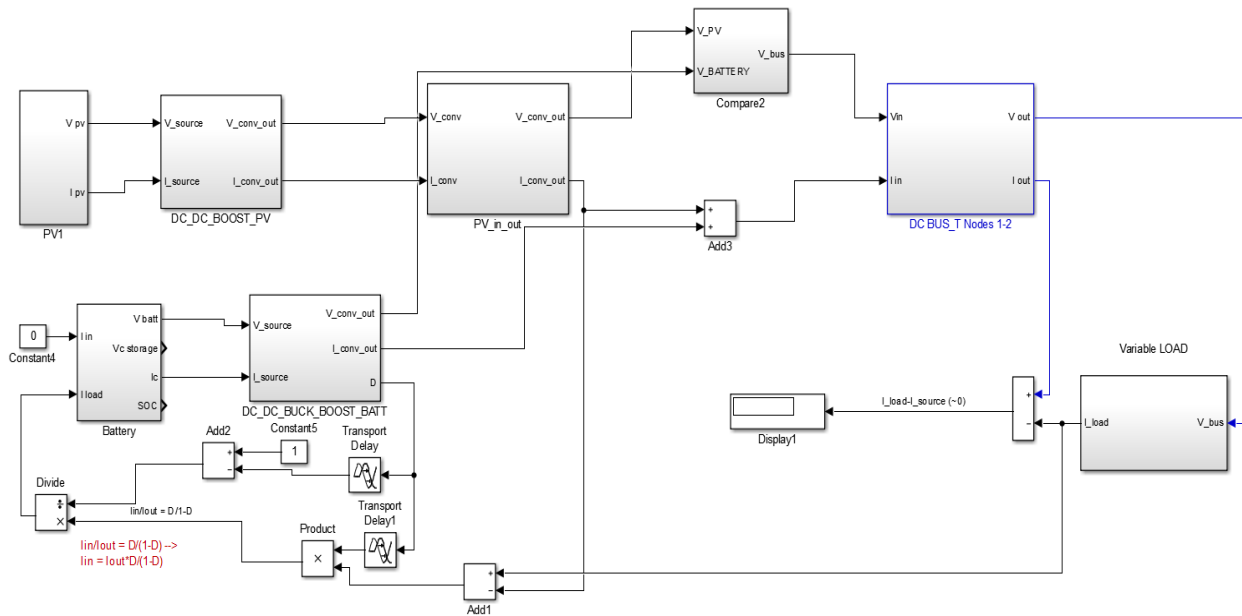 V_PV
V_bus
V_BATTERY
Compare2
V pv
I pv
PV1
V_source
V_conv_out
I_source
I_conv_out
DC_DC_BOOST_PV
V_conv
V_conv_out
I_conv
I_conv_out
PV_in_out
+
+
Add3
Vin
V out
I in
I out
DC BUS_T Nodes 1-2
0
Constant4
V batt
I in
Vc storage
Ic
I load
SOC
Battery
V_source
V_conv_out
I_conv_out
I_source
D
DC_DC_BUCK_BOOST_BATT
Constant5
1
Add2
+
−
Transport
Delay
Divide
÷
×
Iin/Iout = D/1-D
Iin/Iout = D/(1-D) -->
Iin = Iout*D/(1-D)
Product
×
Transport
Delay1
+
−
Add1
Display1
I_load-I_source (~0)
+
−
Variable LOAD
I_load
V_bus